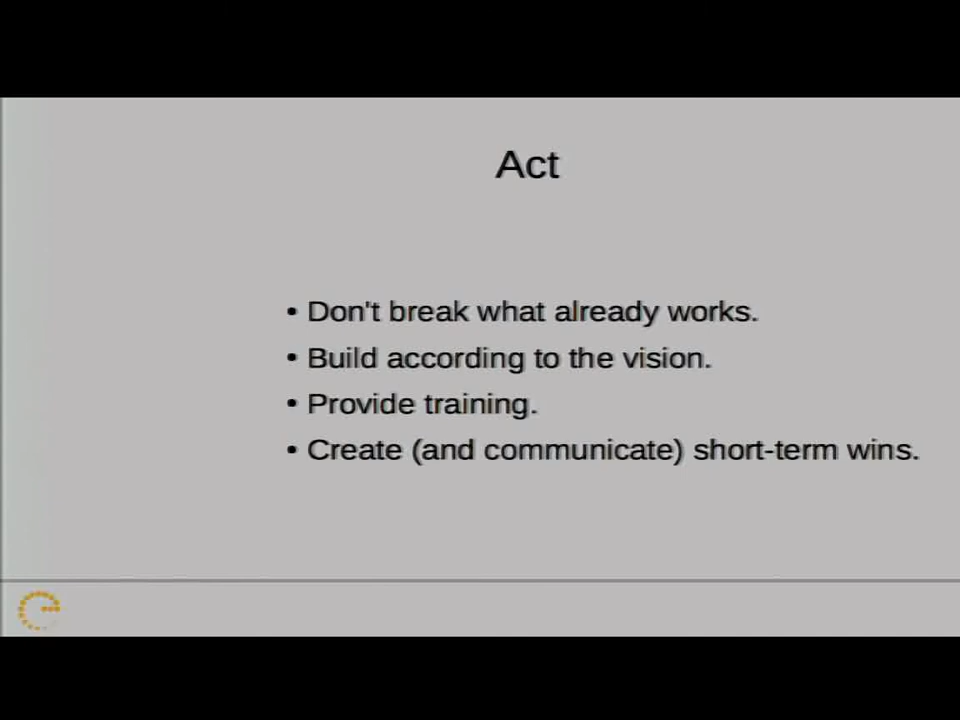 Act
• Don't break what already works.
• Build according to the vision.
• Provide training.
• Create (and communicate) short-term wins.